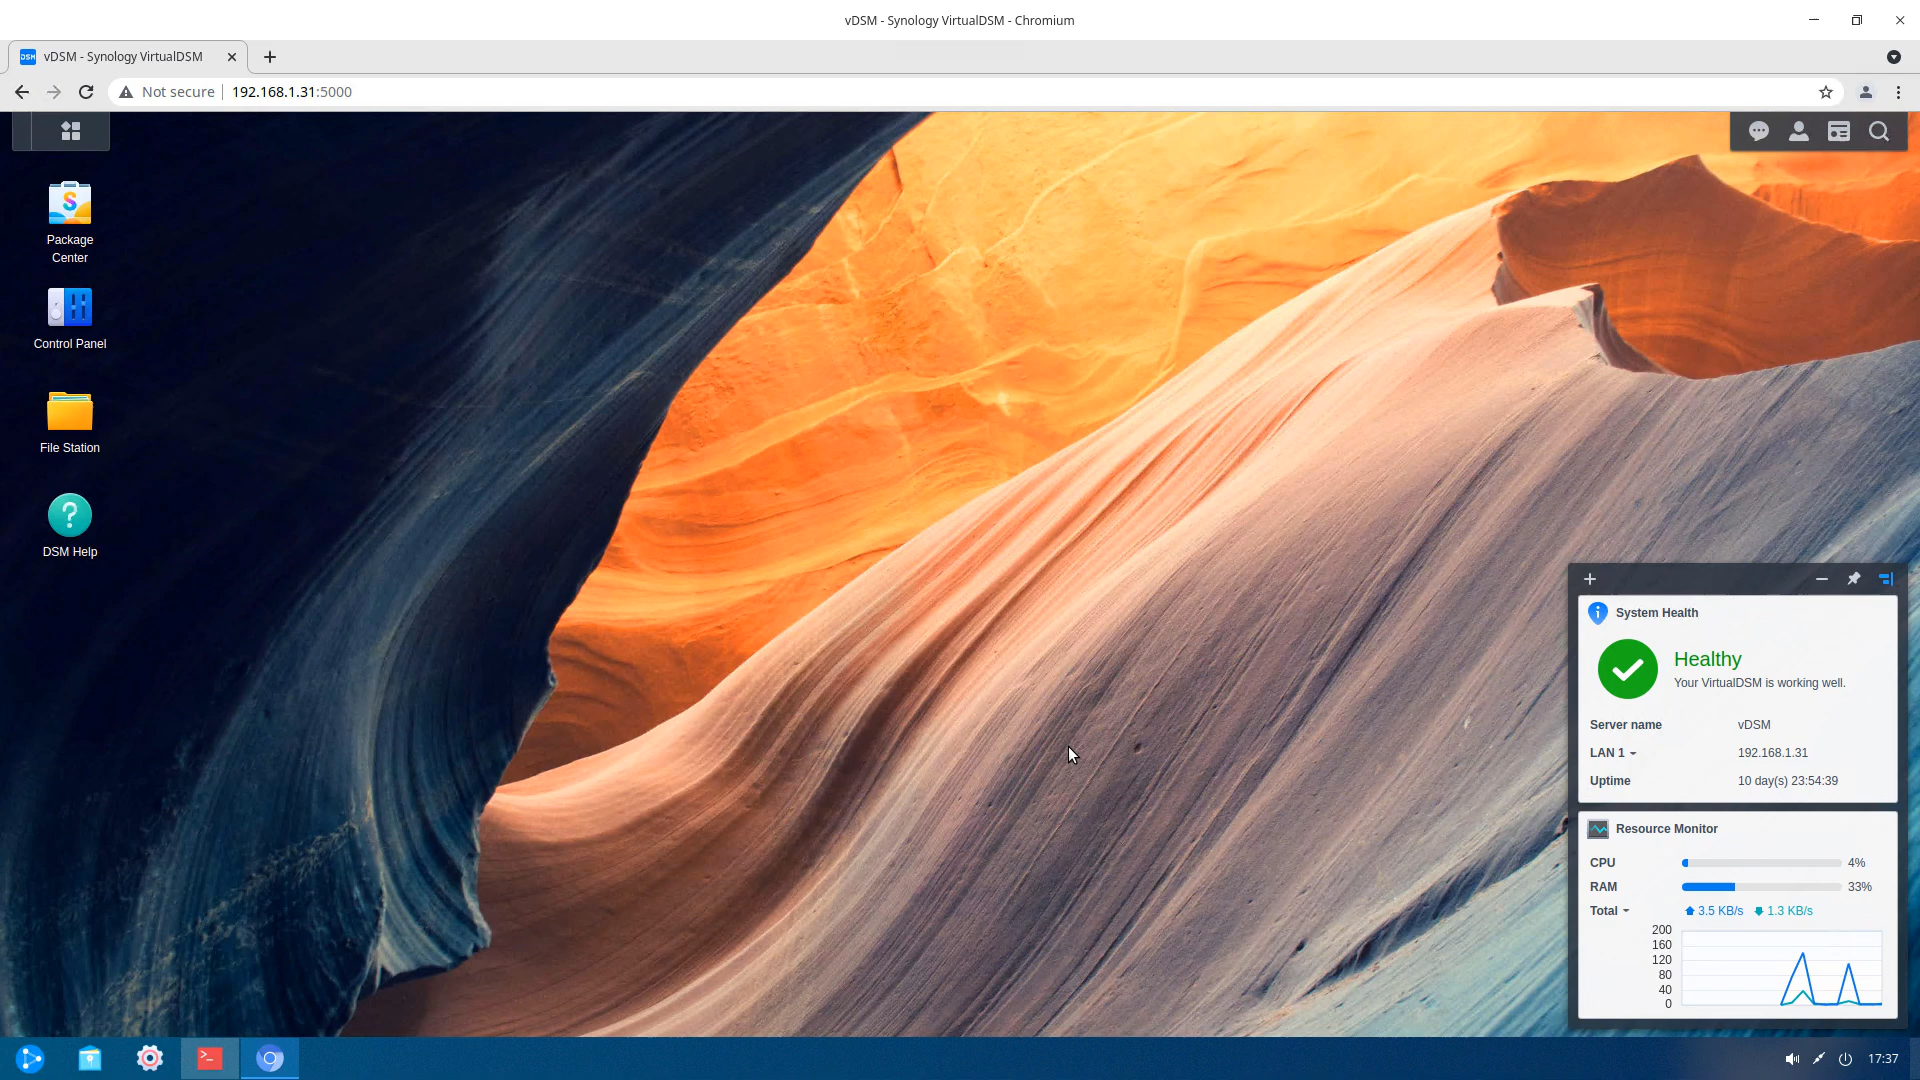 vDSM - Synology VirtualDSM - Chromium
DSM
vDSM - Synology VirtualDSM
Not secure
192.168.1.31:5000
S
Package
Center
Control Panel
File Station
?
DSM Help
System Health
Healthy
Your VirtualDSM is working well.
Server name vDSM
LAN 1 192.168.1.31
Uptime 10 day(s) 23:54:39
Resource Monitor
CPU 4%
RAM 33%
Total 3.5 KB/s 1.3 KB/s
200
160
120
80
40
0
17:37